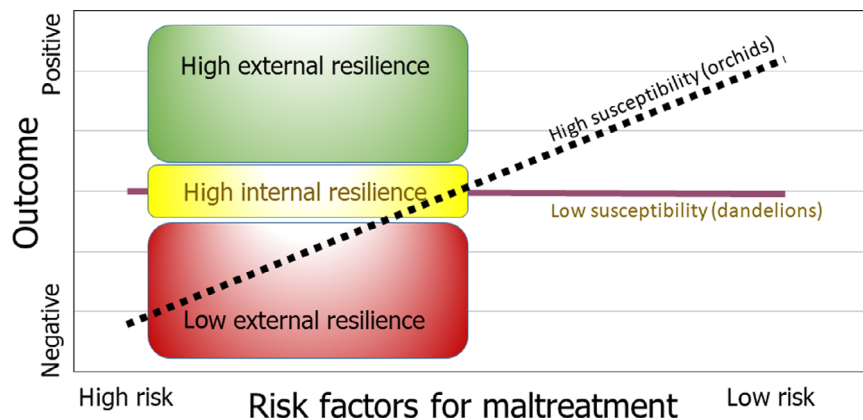 Positive
Outcome
Negative
High external resilience
High susceptibility (orchids)
High internal resilience
Low susceptibility (dandelions)
Low external resilience
High risk
Risk factors for maltreatment
Low risk